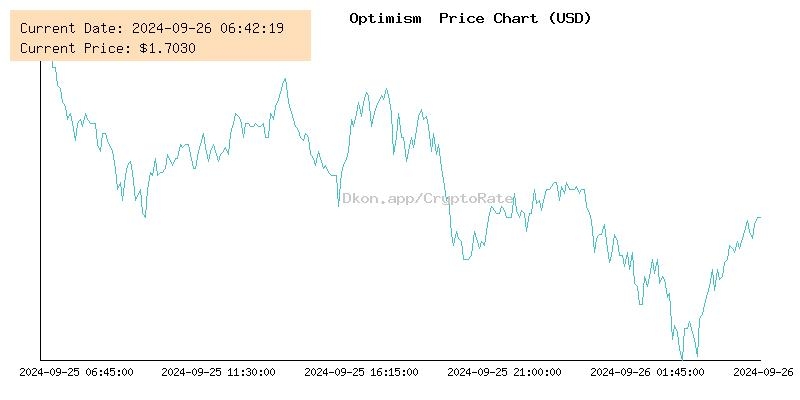 Optimism Price Chart (USD)
Current Date: 2024-09-26 06:42:19
Current Price: $1.7030
Dkon.app/CryptoRate
2024-09-25 06:45:00 2024-09-25 11:30:00 2024-09-25 16:15:00 2024-09-25 21:00:00 2024-09-26 01:45:00 2024-09-26